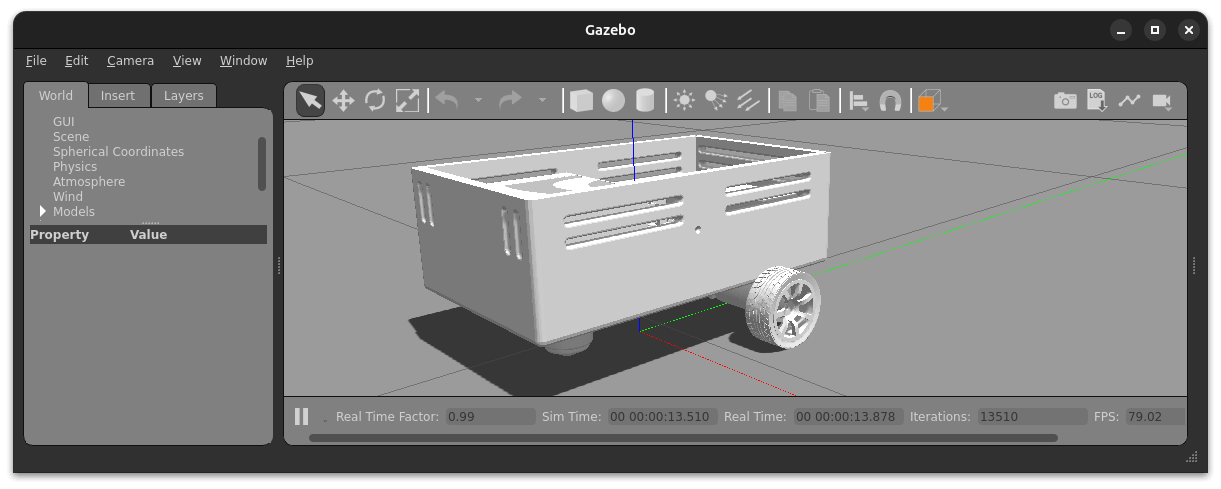 Gazebo
File Edit Camera View Window Help
World Insert Layers
GUI
Scene
Spherical Coordinates
Physics
Atmosphere
Wind
Models
Property Value
LOG
Real Time Factor: 0.99 Sim Time: 00 00:00:13.510 Real Time: 00 00:00:13.878 Iterations: 13510 FPS: 79.02